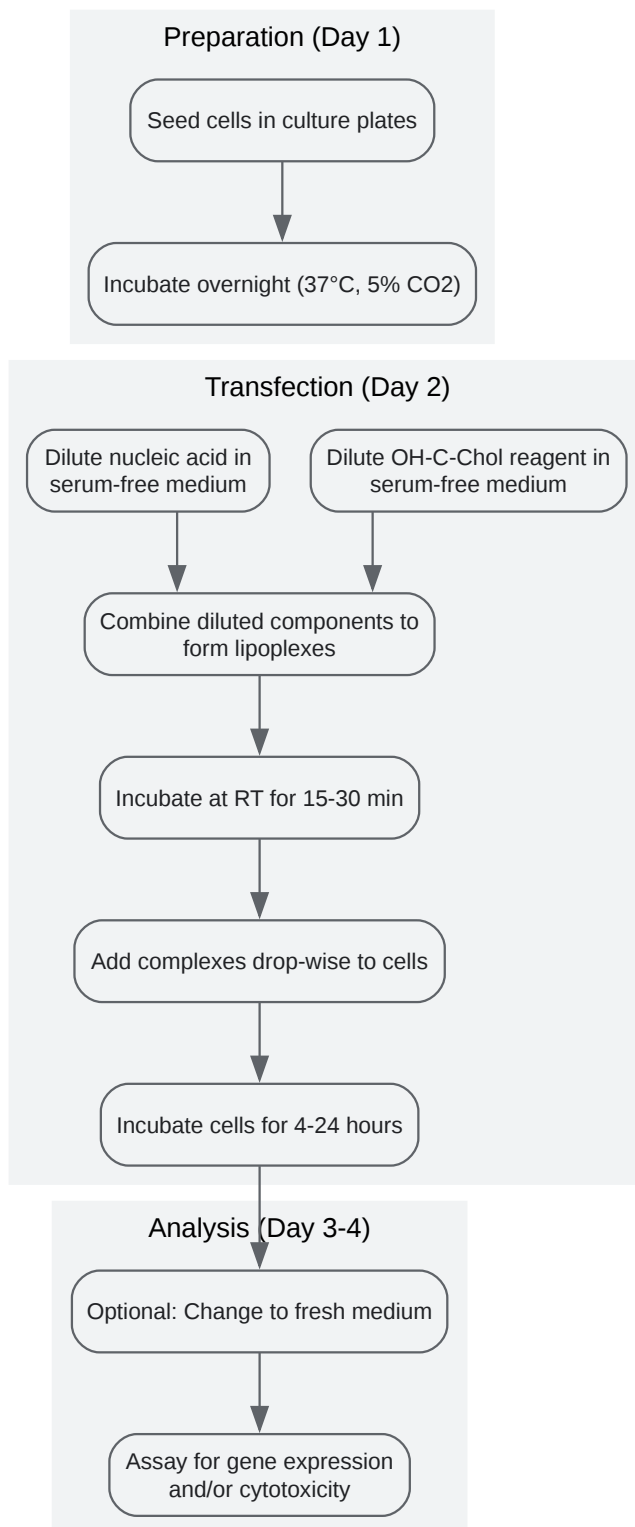 Preparation (Day 1)
Seed cells in culture plates
Incubate overnight (37°C, 5% CO2)
Transfection (Day 2)
Dilute nucleic acid in
serum-free medium
Dilute OH-C-Chol reagent in
serum-free medium
Combine diluted components to
form lipoplexes
Incubate at RT for 15-30 min
Add complexes drop-wise to cells
Incubate cells for 4-24 hours
Analysis (Day 3-4)
Optional: Change to fresh medium
Assay for gene expression
and/or cytotoxicity